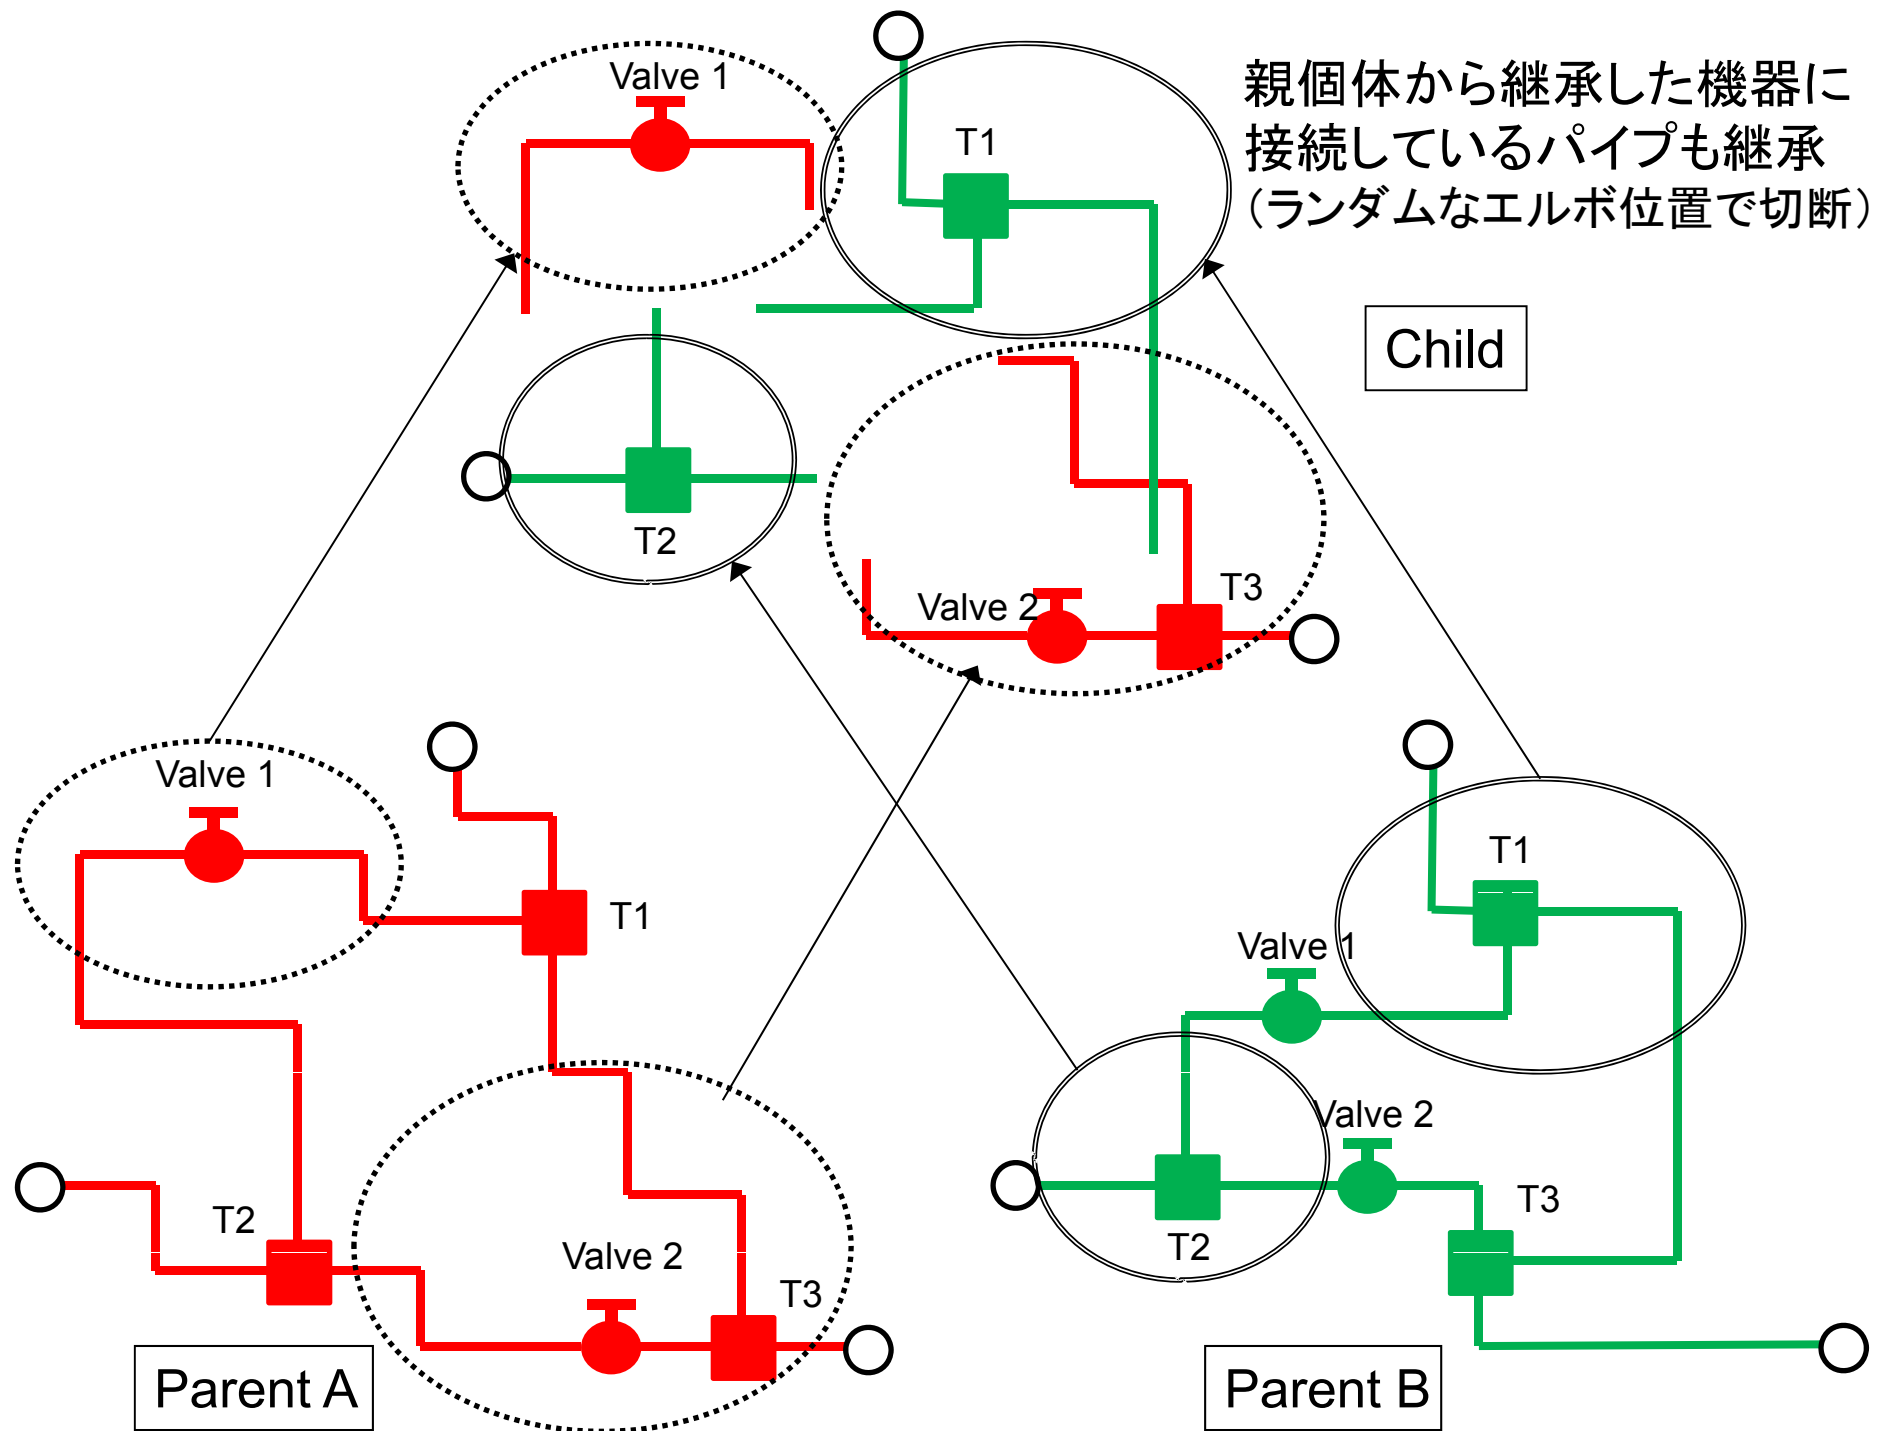 Valve 1
T1
親個体から継承した機器に
接続しているパイプも継承
（ランダムなエルボ位置で切断）
Child
T2
Valve 2
T3
Valve 1
T1
T2
Valve 2
T3
Parent A
T1
Valve 1
Valve 2
T2
T3
Parent B